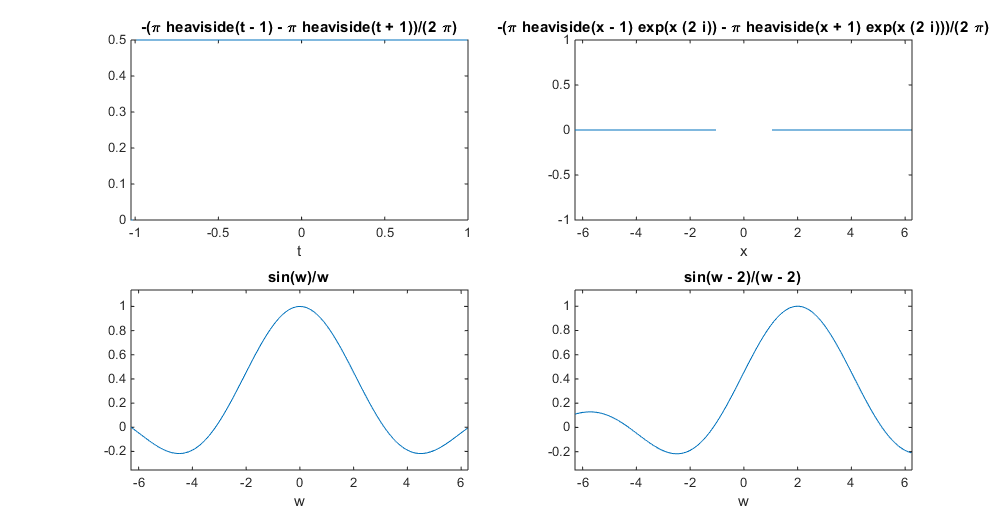 -(π heaviside(t - 1) - π heaviside(t + 1))/(2 π)
0.5
0.4
0.3
0.2
0.1
0
-1 -0.5 0 0.5 1
t
-(π heaviside(x - 1) exp(x (2 i)) - π heaviside(x + 1) exp(x (2 i)))/(2 π)
1
0.5
0
-0.5
-1
-6 -4 -2 0 2 4 6
x
sin(w)/w
1
0.8
0.6
0.4
0.2
0
-0.2
-6 -4 -2 0 2 4 6
w
sin(w - 2)/(w - 2)
1
0.8
0.6
0.4
0.2
0
-0.2
-6 -4 -2 0 2 4 6
w